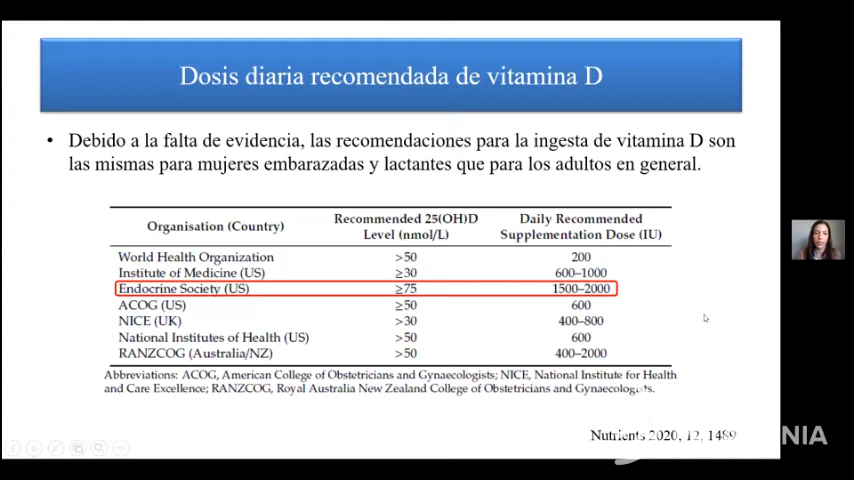 Dosis diaria recomendada de vitamina D
• Debido a la falta de evidencia, las recomendaciones para la ingesta de vitamina D son
las mismas para mujeres embarazadas y lactantes que para los adultos en general.
Organisation (Country) Recommended 25(OH)D Level (nmol/L) Daily Recommended Supplementation Dose (IU)
World Health Organization >50 200
Institute of Medicine (US) ≥30 600–1000
Endocrine Society (US) ≥75 1500–2000
ACOG (US) ≥50 600
NICE (UK) >30 400–800
National Institutes of Health (US) >50 600
RANZCOG (Australia/NZ) >50 400–2000
Abbreviations: ACOG, American College of Obstetricians and Gynaecologists; NICE, National Institute for Health
and Care Excellence; RANZCOG, Royal Australia New Zealand College of Obstetricians and Gynaecologists.
Nutrients 2020, 12, 1489